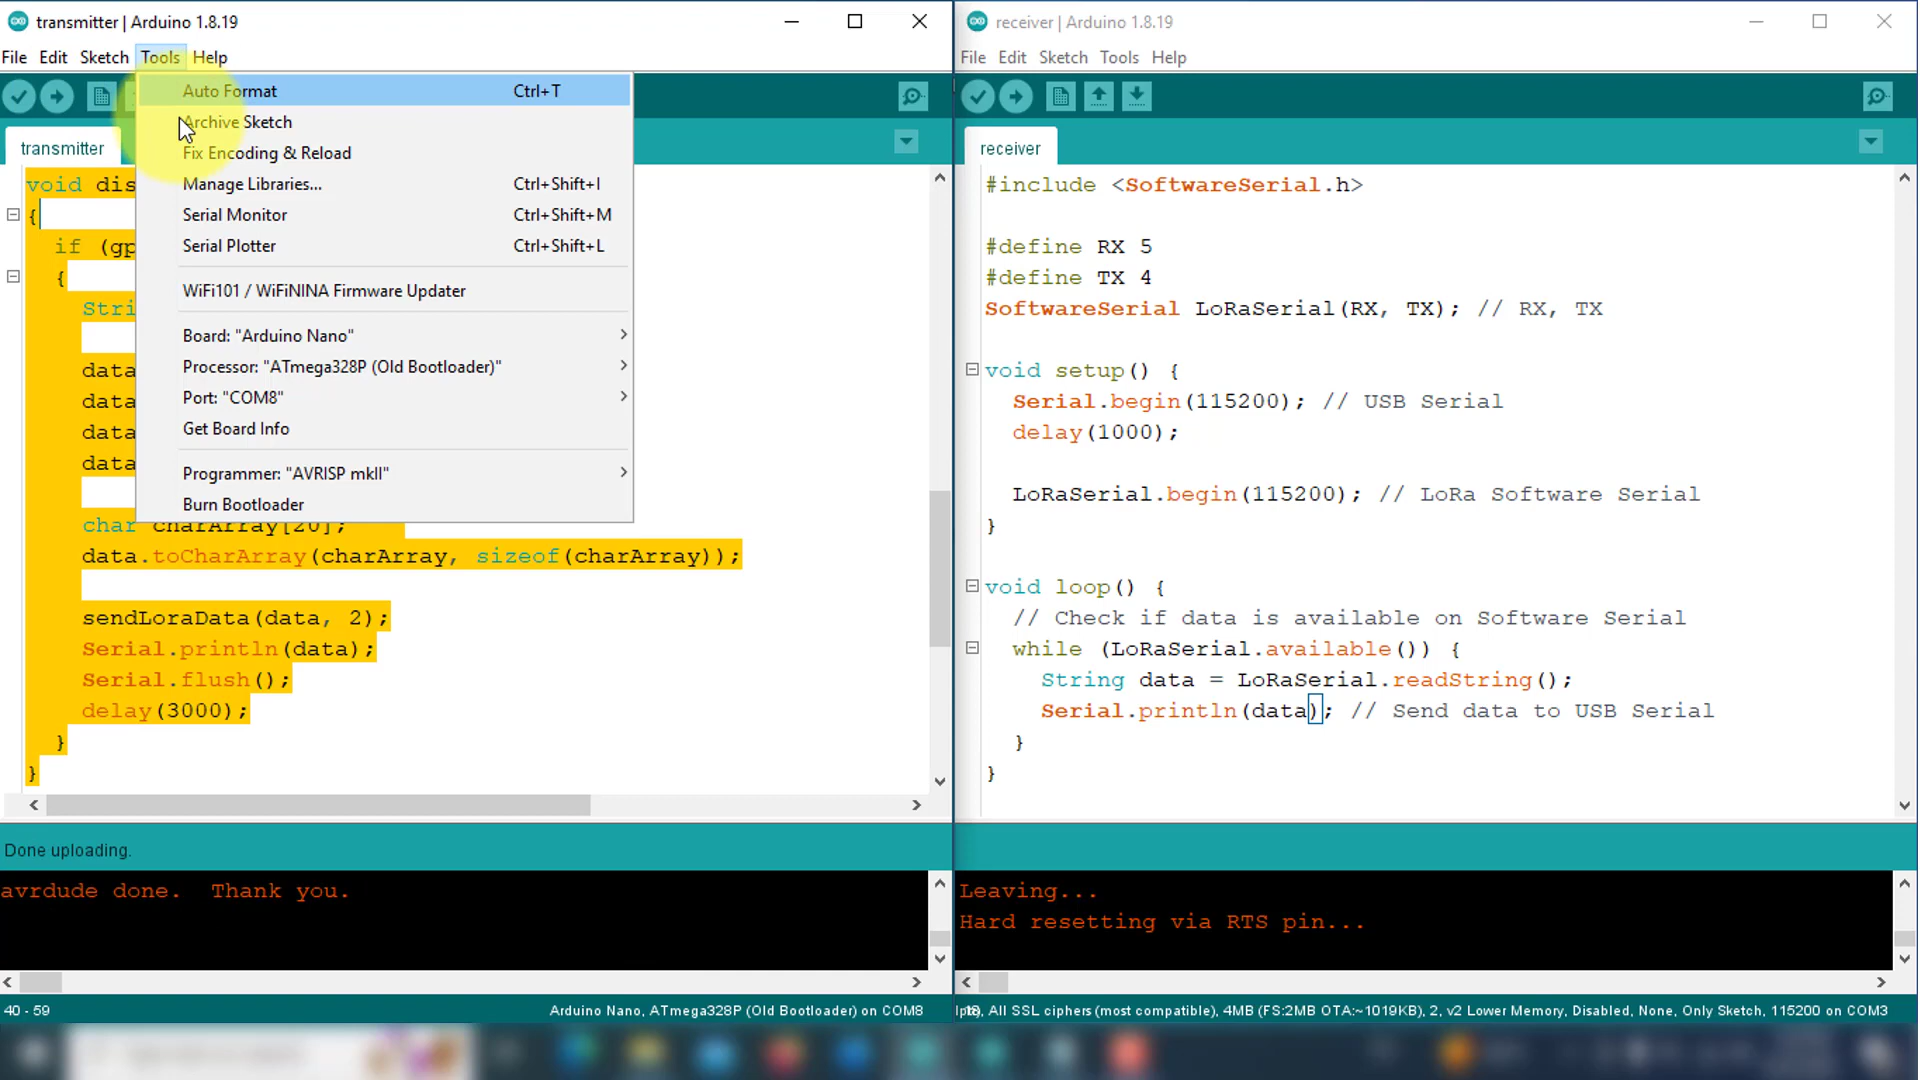 transmitter | Arduino 1.8.19
File Edit Sketch Tools Help
Auto Format Ctrl+T
Archive Sketch
Fix Encoding & Reload
Manage Libraries... Ctrl+Shift+I
Serial Monitor Ctrl+Shift+M
Serial Plotter Ctrl+Shift+L
WiFi101 / WiFiNINA Firmware Updater
Board: "Arduino Nano"
Processor: "ATmega328P (Old Bootloader)"
Port: "COM8"
Get Board Info
Programmer: "AVRISP mkII"
Burn Bootloader
transmitter
void dis
{
if (gp
{
Stri
data
data
data
data
char charArray[20];
data.toCharArray(charArray, sizeof(charArray));
sendLoraData(data, 2);
Serial.println(data);
Serial.flush();
delay(3000);
}
}
Done uploading.
avrdude done.  Thank you.
40 - 59
Arduino Nano, ATmega328P (Old Bootloader) on COM8
receiver | Arduino 1.8.19
File Edit Sketch Tools Help
receiver
#include <SoftwareSerial.h>
#define RX 5
#define TX 4
SoftwareSerial LoRaSerial(RX, TX); // RX, TX
void setup() {
Serial.begin(115200); // USB Serial
delay(1000);
LoRaSerial.begin(115200); // LoRa Software Serial
}
void loop() {
// Check if data is available on Software Serial
while (LoRaSerial.available()) {
String data = LoRaSerial.readString();
Serial.println(data); // Send data to USB Serial
}
}
Leaving...
Hard resetting via RTS pin...
All SSL ciphers (most compatible), 4MB (FS:2MB OTA:~1019KB), 2, v2 Lower Memory, Disabled, None, Only Sketch, 115200 on COM3